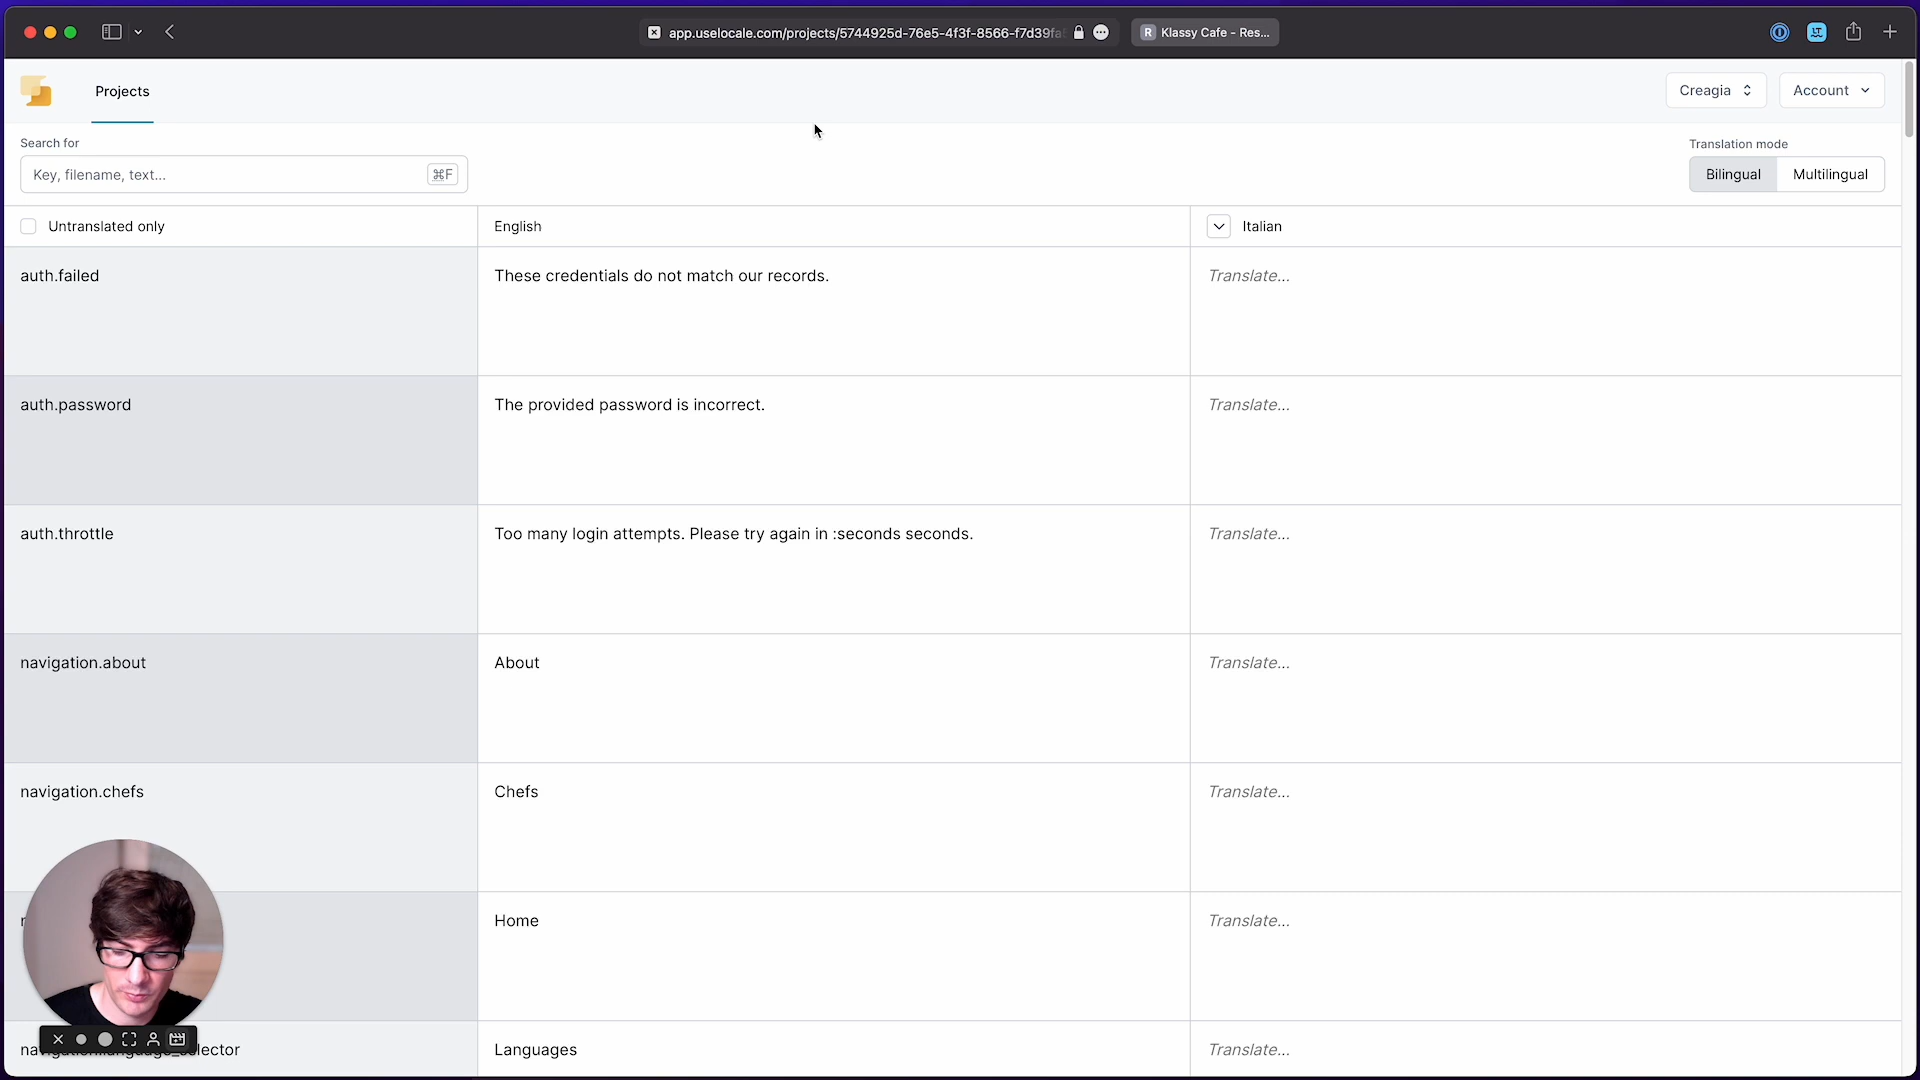 app.uselocale.com/projects/5744925d-76e5-4f3f-8566-f7d39fa
R Klassy Cafe - Res...
LT
Projects
Creagia
Account
Search for
Key, filename, text...
⌘F
Translation mode
Bilingual
Multilingual
Untranslated only
English
Italian
auth.failed
These credentials do not match our records.
Translate...
auth.password
The provided password is incorrect.
Translate...
auth.throttle
Too many login attempts. Please try again in :seconds seconds.
Translate...
navigation.about
About
Translate...
navigation.chefs
Chefs
Translate...
Home
Translate...
Languages
Translate...